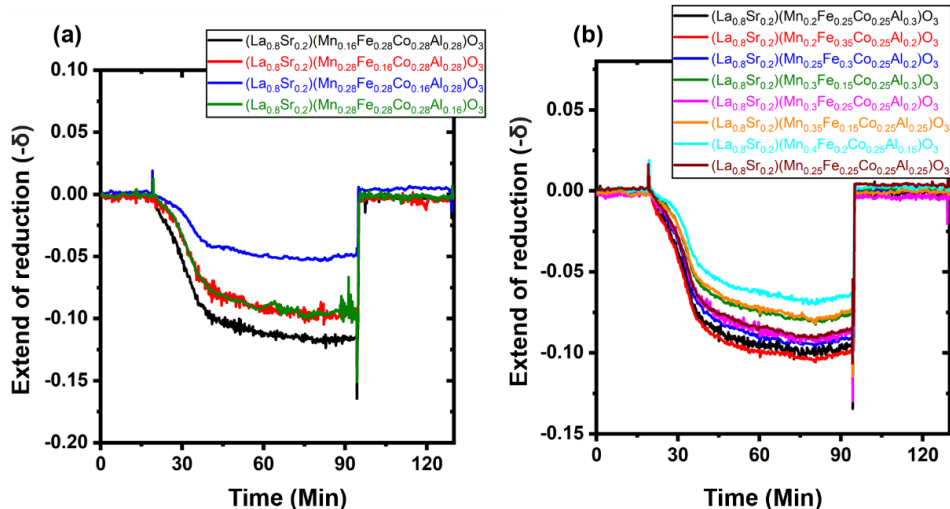 (a)
(La₀.₈Sr₀.₂)(Mn₀.₁₆Fe₀.₂₈Co₀.₂₈Al₀.₂₈)O₃
(La₀.₈Sr₀.₂)(Mn₀.₂₈Fe₀.₁₆Co₀.₂₈Al₀.₂₈)O₃
(La₀.₈Sr₀.₂)(Mn₀.₂₈Fe₀.₂₈Co₀.₁₆Al₀.₂₈)O₃
(La₀.₈Sr₀.₂)(Mn₀.₂₈Fe₀.₂₈Co₀.₂₈Al₀.₁₆)O₃
0.10
0.05
0.00
-0.05
-0.10
-0.15
-0.20
Extend of reduction (-δ)
0 30 60 90 120
Time (Min)
(b)
(La₀.₈Sr₀.₂)(Mn₀.₂Fe₀.₂₅Co₀.₂₅Al₀.₃)O₃
(La₀.₈Sr₀.₂)(Mn₀.₂Fe₀.₃₅Co₀.₂₅Al₀.₂)O₃
(La₀.₈Sr₀.₂)(Mn₀.₂₅Fe₀.₃Co₀.₂₅Al₀.₂)O₃
(La₀.₈Sr₀.₂)(Mn₀.₃Fe₀.₁₅Co₀.₂₅Al₀.₃)O₃
(La₀.₈Sr₀.₂)(Mn₀.₃Fe₀.₂₅Co₀.₂₅Al₀.₂)O₃
(La₀.₈Sr₀.₂)(Mn₀.₃₅Fe₀.₁₅Co₀.₂₅Al₀.₂₅)O₃
(La₀.₈Sr₀.₂)(Mn₀.₄Fe₀.₂Co₀.₂₅Al₀.₁₅)O₃
(La₀.₈Sr₀.₂)(Mn₀.₂₅Fe₀.₂₅Co₀.₂₅Al₀.₂₅)O₃
0.05
0.00
-0.05
-0.10
-0.15
Extend of reduction (-δ)
0 30 60 90 120
Time (Min)